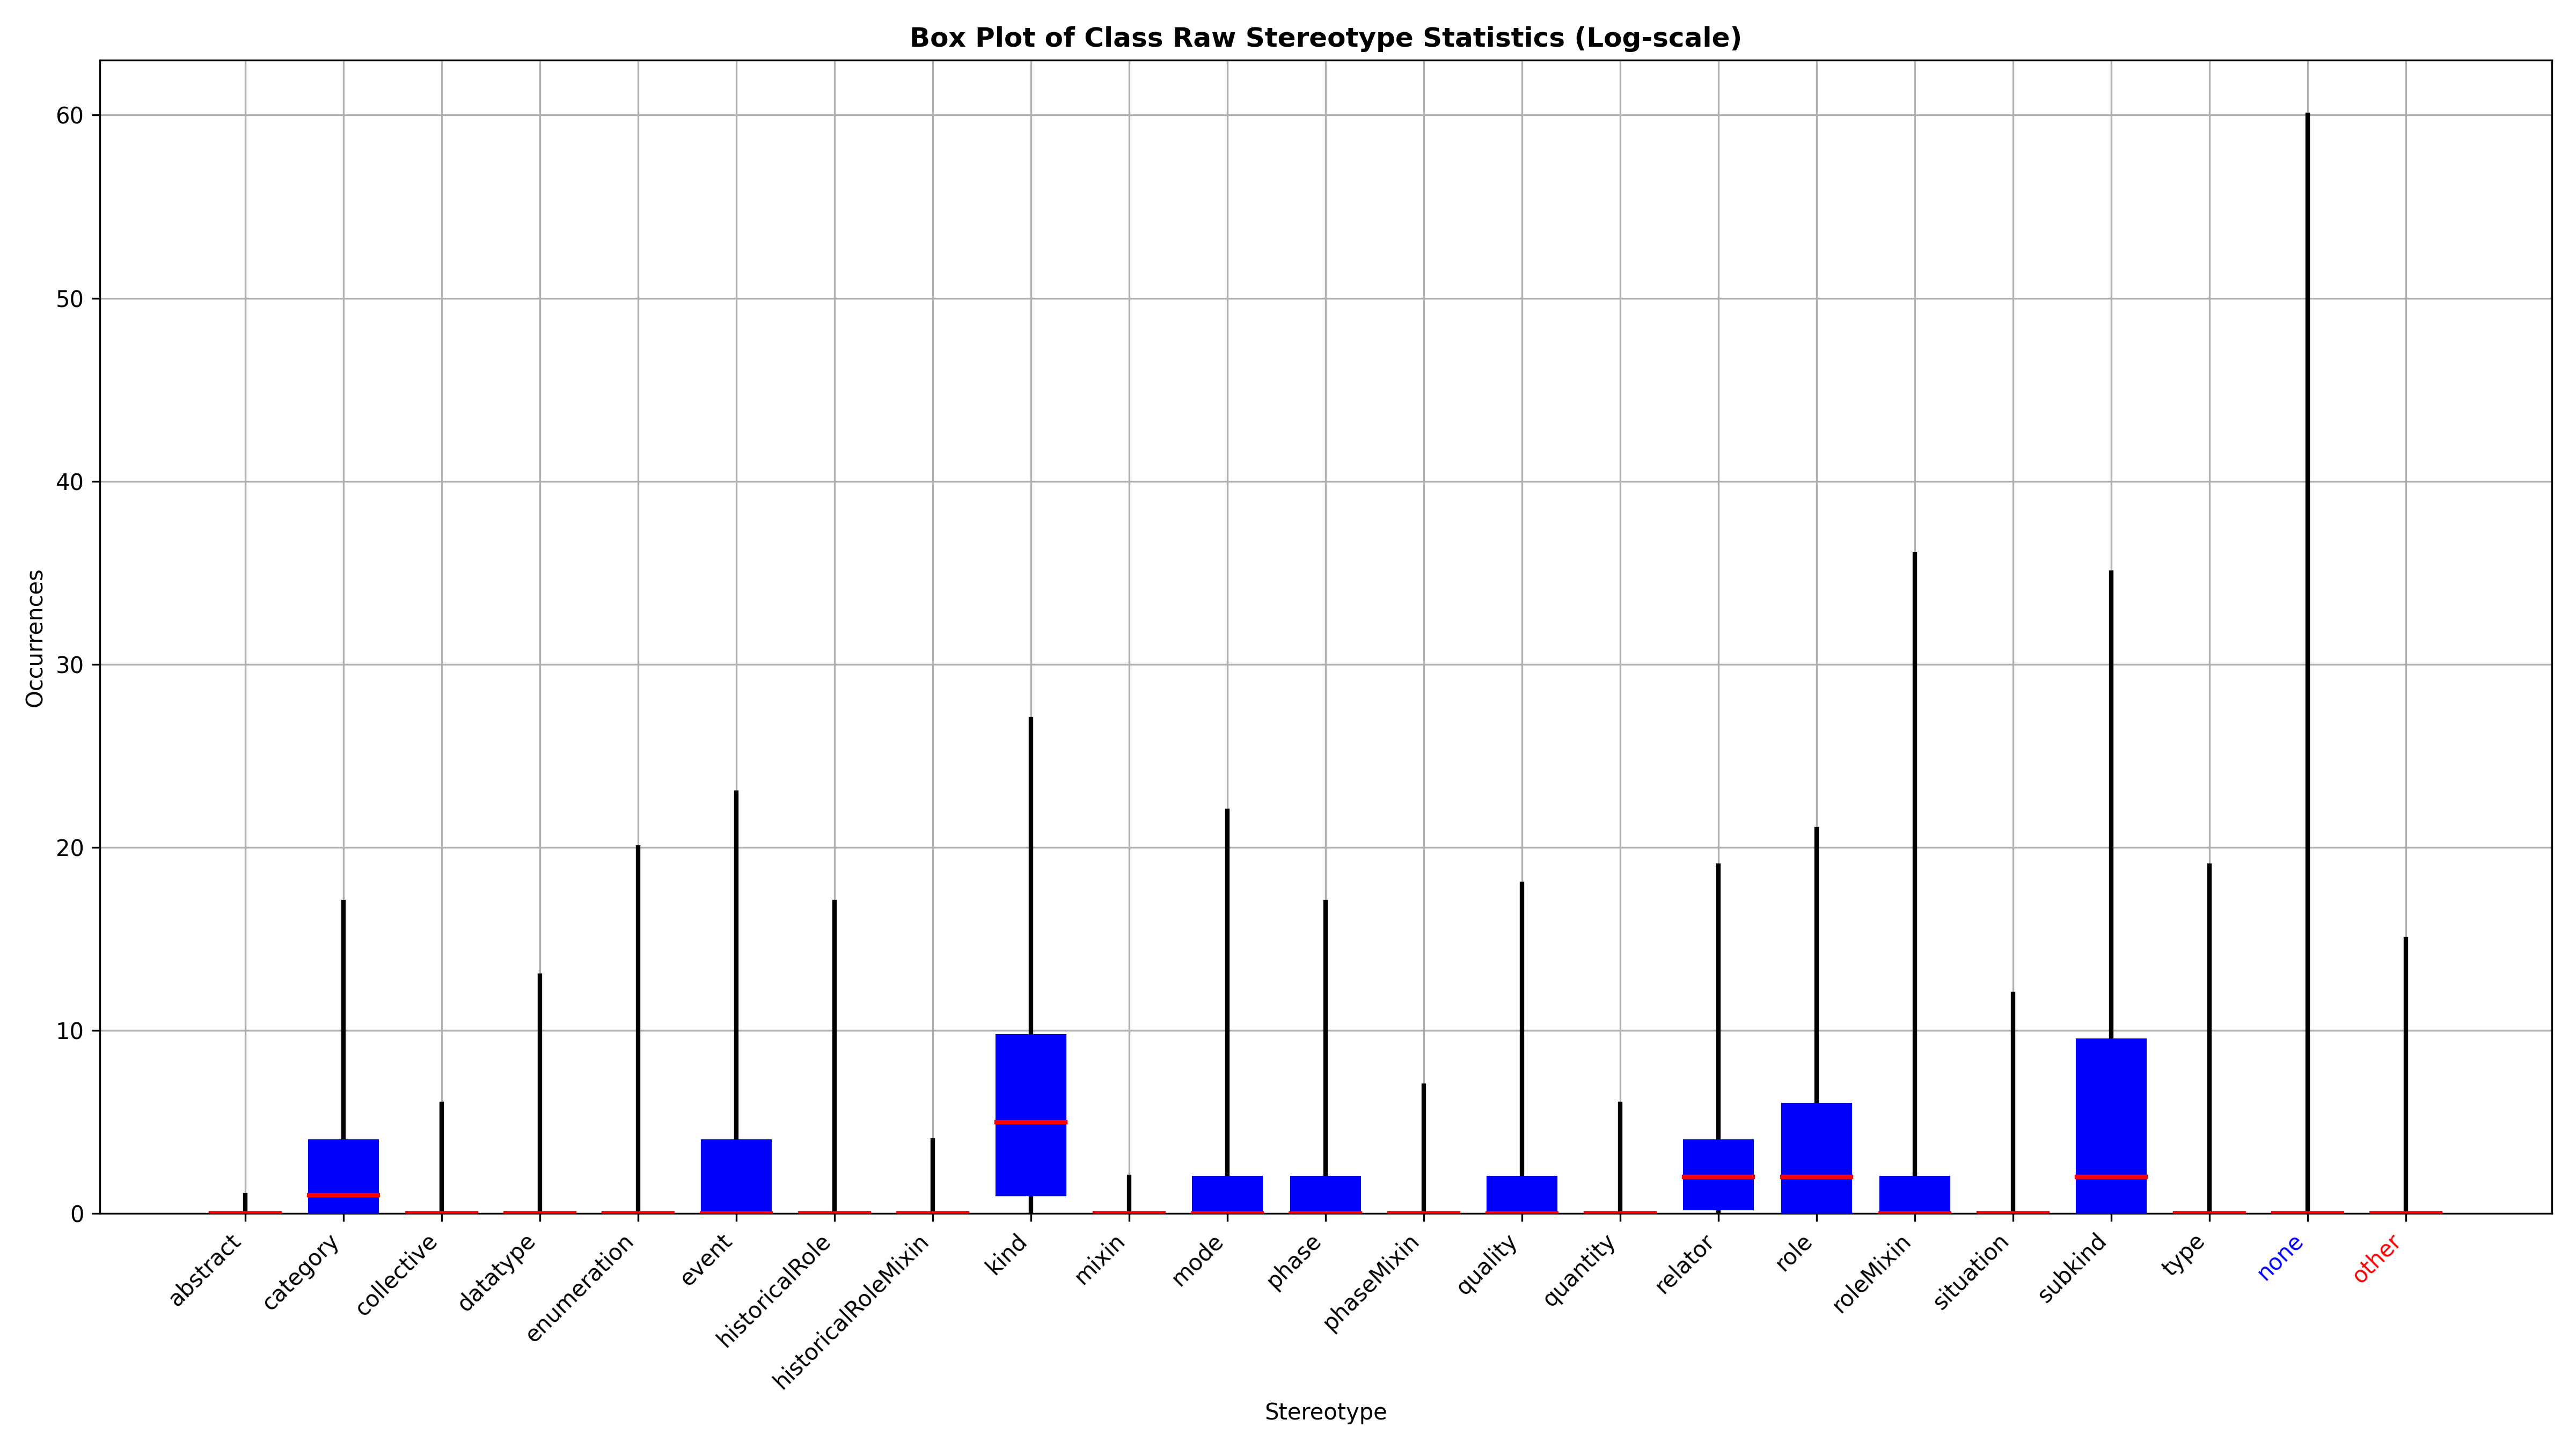 Box Plot of Class Raw Stereotype Statistics (Log-scale)
60
50
40
30
20
10
0
Occurrences
abstract
category
collective
datatype
enumeration
event
historicalRole
historicalRoleMixin
kind
mixin
mode
phase
phaseMixin
quality
quantity
relator
role
roleMixin
situation
subkind
type
none
other
Stereotype